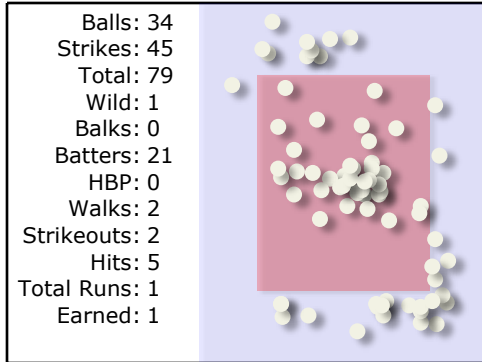 Balls: 34
Strikes: 45
Total: 79
Wild: 1
Balks: 0
Batters: 21
HBP: 0
Walks: 2
Strikeouts: 2
Hits: 5
Total Runs: 1
Earned: 1